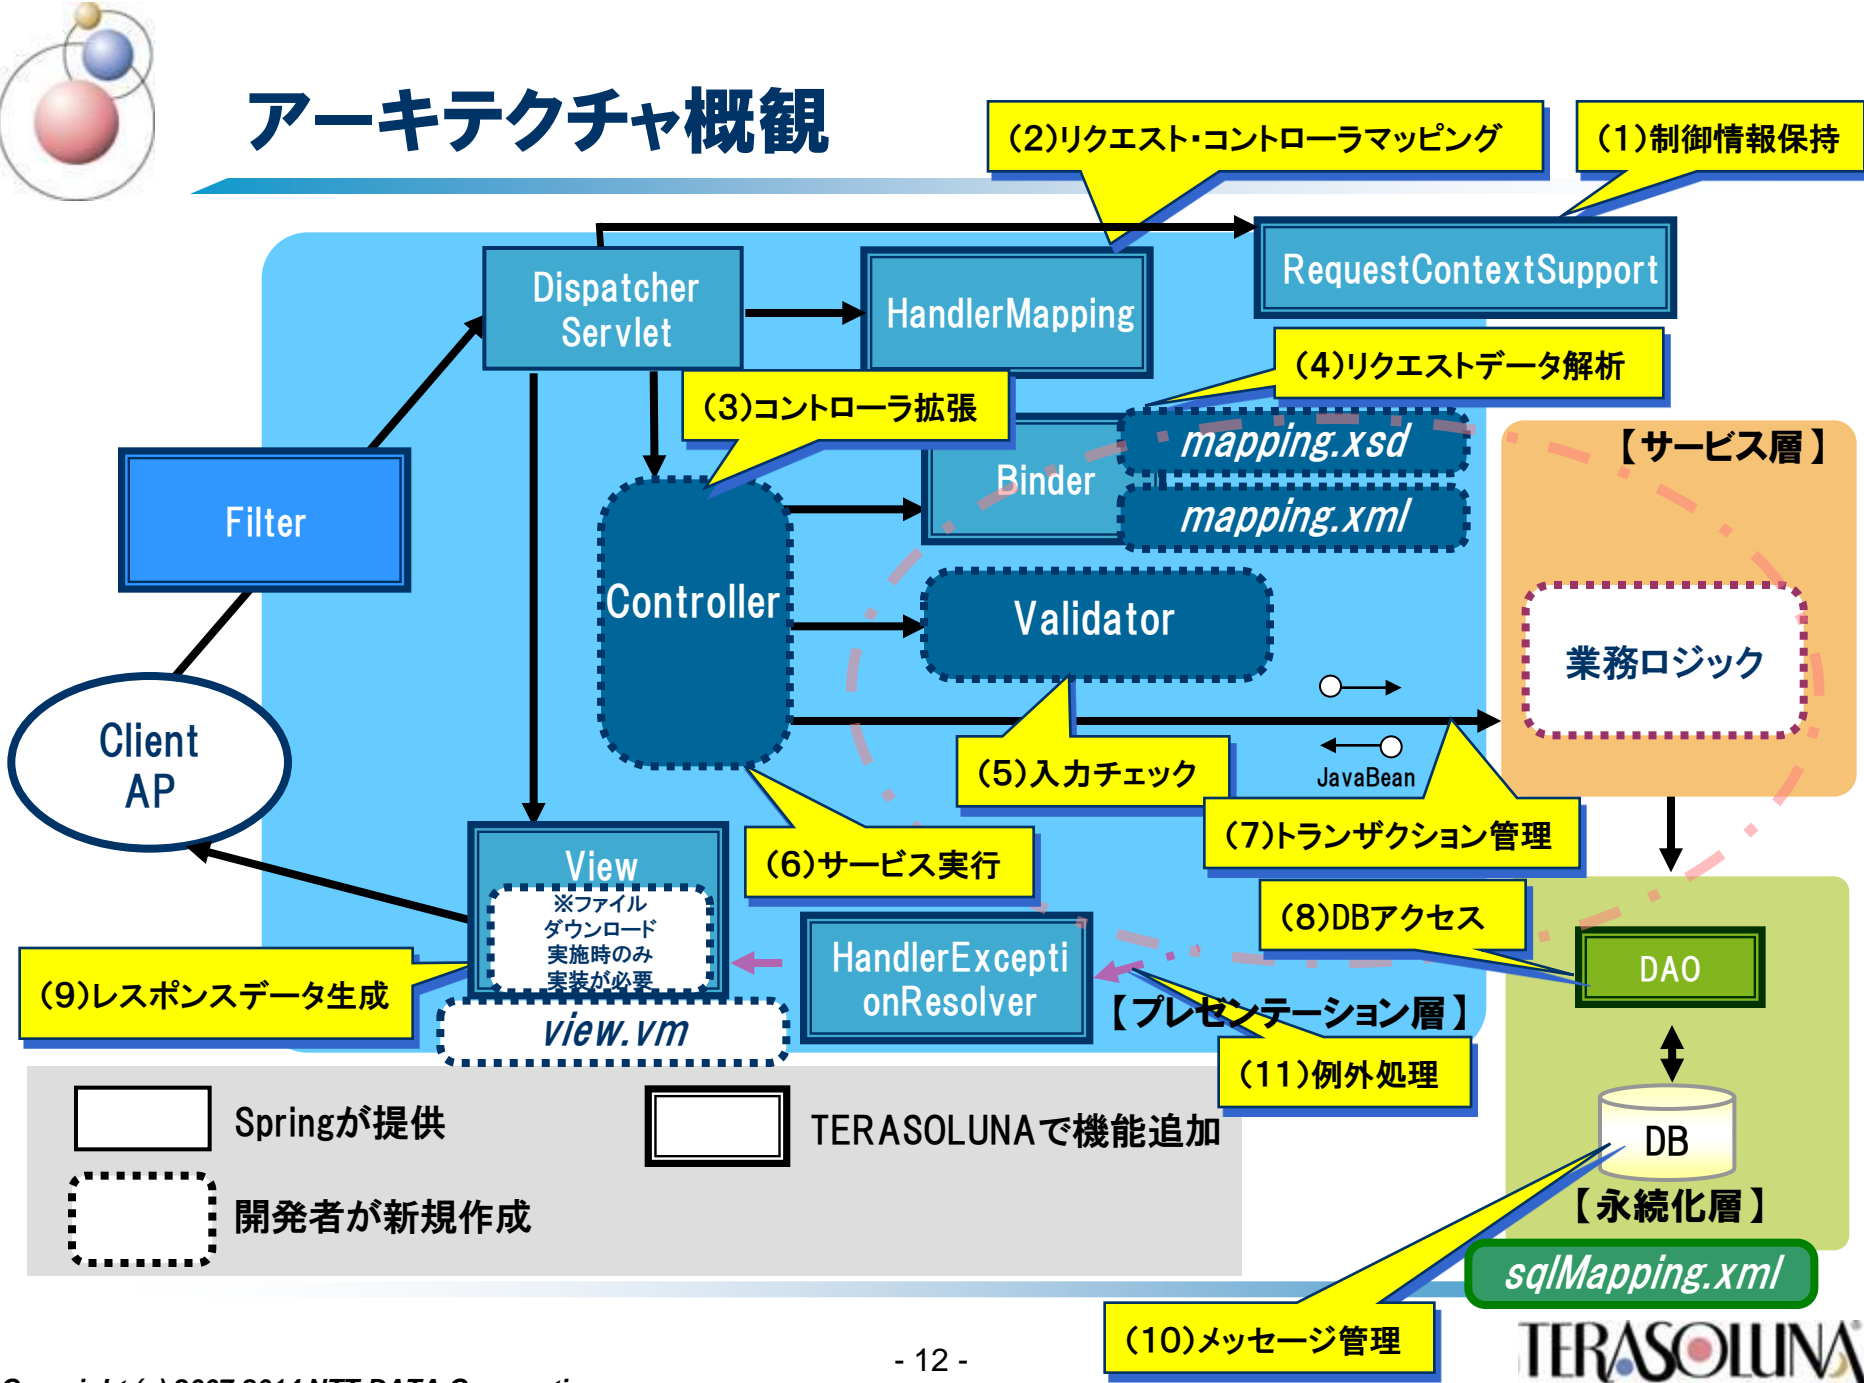 アーキテクチャ概観
(2)リクエスト・コントローラマッピング
(1)制御情報保持
Dispatcher
Servlet
HandlerMapping
RequestContextSupport
(4)リクエストデータ解析
(3)コントローラ拡張
mapping.xsd
Binder
mapping.xml
【サービス層】
Filter
Controller
Validator
業務ロジック
Client
AP
(5)入力チェック
JavaBean
(7)トランザクション管理
(6)サービス実行
View
※ファイル
ダウンロード
実施時のみ
実装が必要
(8)DBアクセス
HandlerExcepti
onResolver
DAO
(9)レスポンスデータ生成
view.vm
【プレゼンテーション層】
(11)例外処理
DB
【永続化層】
Springが提供
TERASOLUNAで機能追加
開発者が新規作成
sqlMapping.xml
(10)メッセージ管理
- 12 -
TERASOLUNA